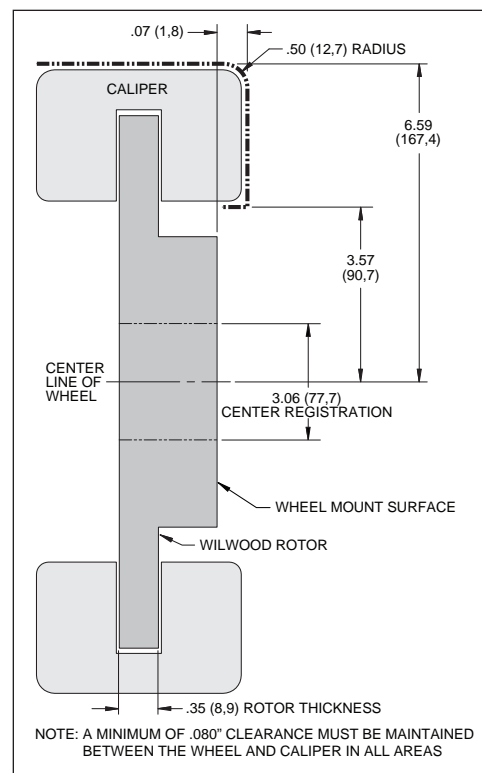 .07 (1,8)
.50 (12,7) RADIUS
CALIPER
6.59
(167,4)
3.57
(90,7)
CENTER
LINE OF
WHEEL
3.06 (77,7)
CENTER REGISTRATION
WHEEL MOUNT SURFACE
WILWOOD ROTOR
.35 (8,9) ROTOR THICKNESS
NOTE: A MINIMUM OF .080" CLEARANCE MUST BE MAINTAINED
BETWEEN THE WHEEL AND CALIPER IN ALL AREAS